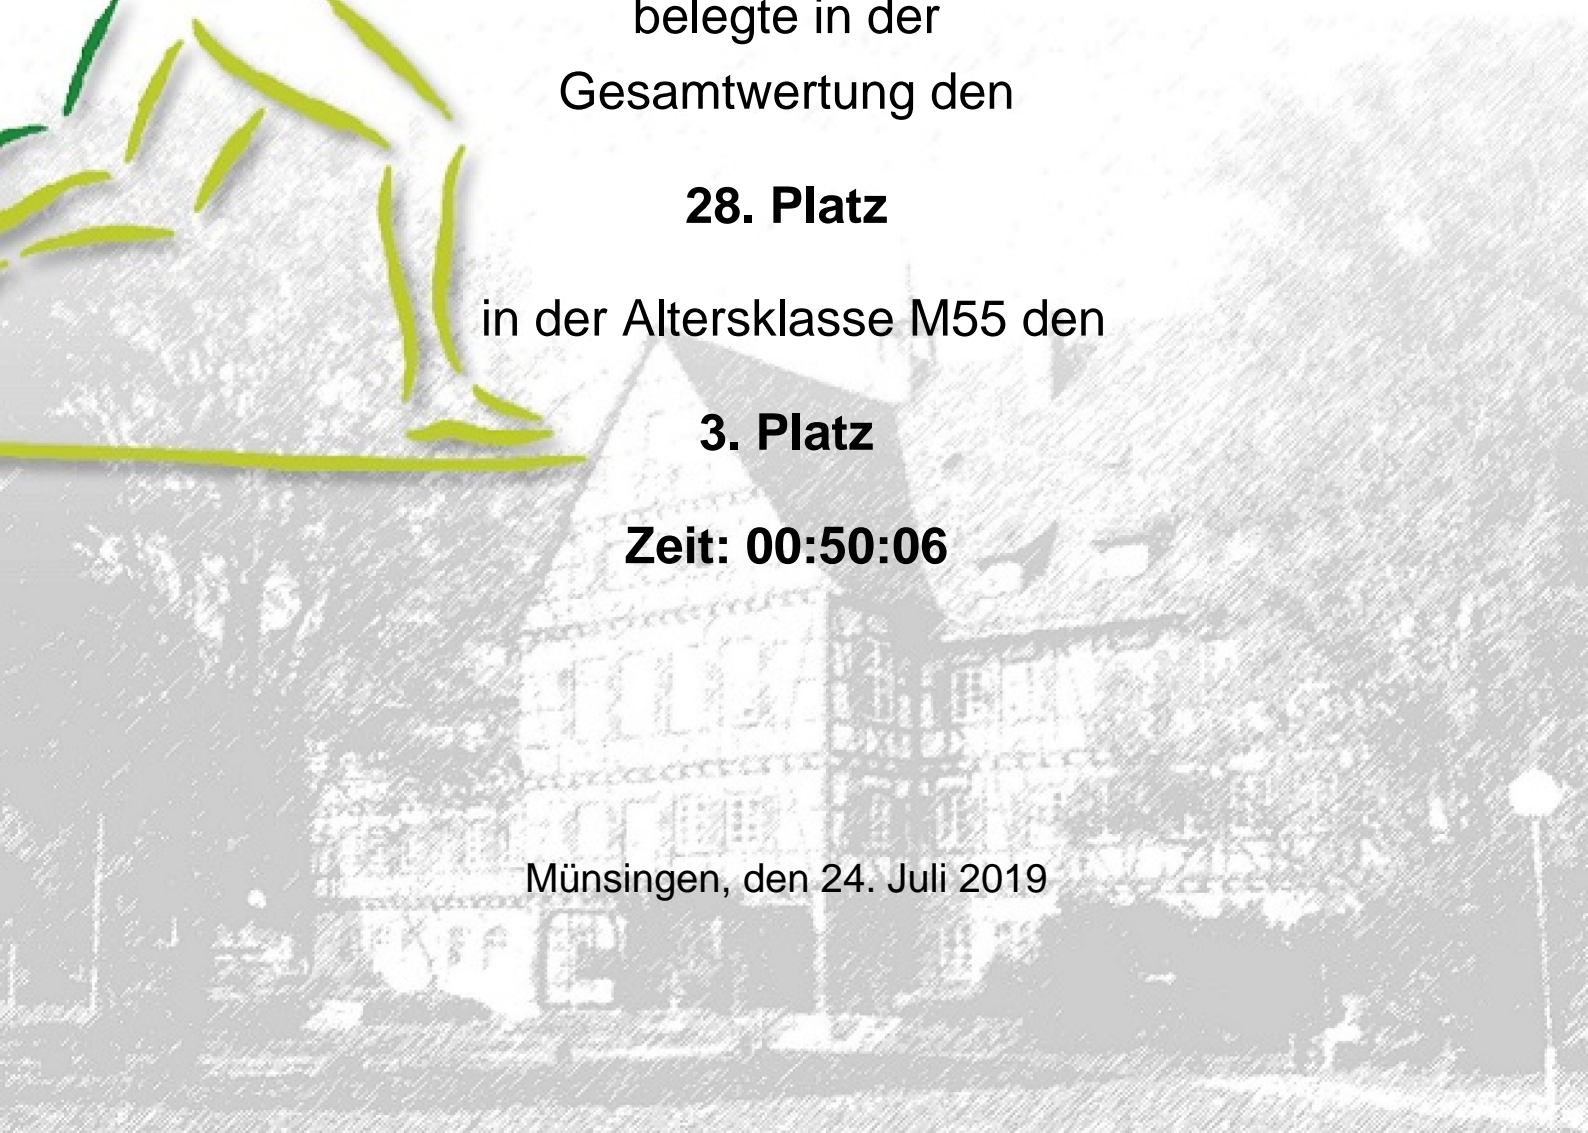 belegte in der
Gesamtwertung den
28. Platz
in der Altersklasse M55 den
3. Platz
Zeit: 00:50:06
Münsingen, den 24. Juli 2019